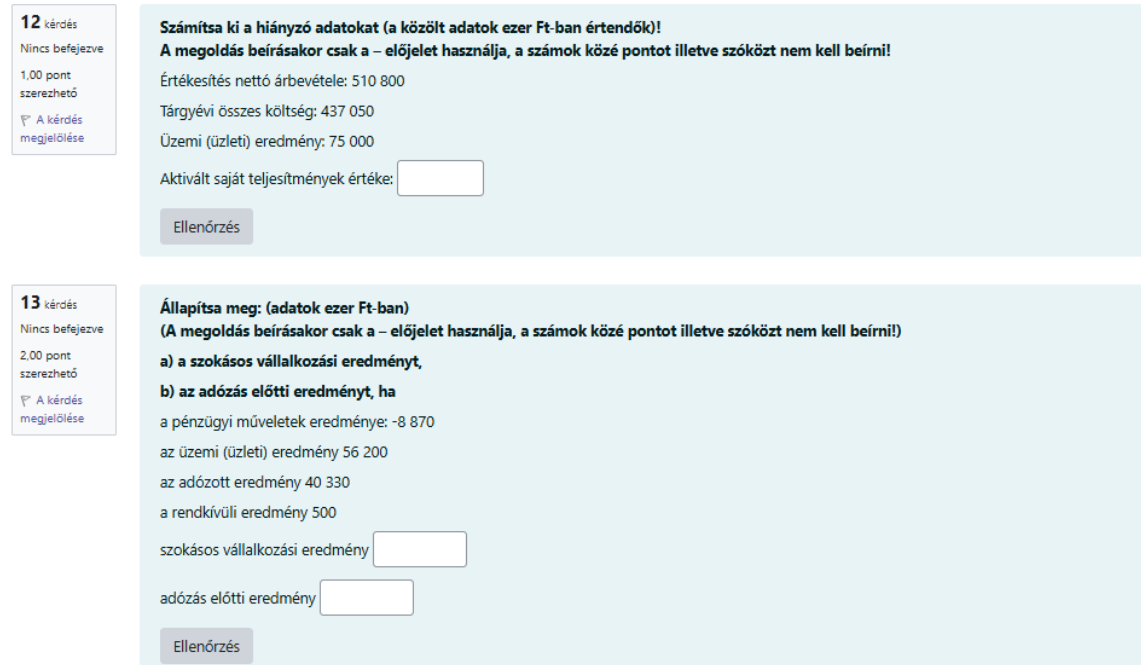 12 kérdés
Nincs befejezve
1,00 pont
szerezhető
A kérdés
megjelölése
Számítsa ki a hiányzó adatokat (a közölt adatok ezer Ft-ban értendők)!
A megoldás beírásakor csak a – előjelet használja, a számok közé pontot illetve szóközt nem kell beírni!
Értékesítés nettó árbevétele: 510 800
Tárgyévi összes költség: 437 050
Üzemi (üzleti) eredmény: 75 000
Aktivált saját teljesítmények értéke:
Ellenőrzés
13 kérdés
Nincs befejezve
2,00 pont
szerezhető
A kérdés
megjelölése
Állapítsa meg: (adatok ezer Ft-ban)
(A megoldás beírásakor csak a – előjelet használja, a számok közé pontot illetve szóközt nem kell beírni!)
a) a szokásos vállalkozási eredményt,
b) az adózás előtti eredményt, ha
a pénzügyi műveletek eredménye: -8 870
az üzemi (üzleti) eredmény 56 200
az adózott eredmény 40 330
a rendkívüli eredmény 500
szokásos vállalkozási eredmény
adózás előtti eredmény
Ellenőrzés